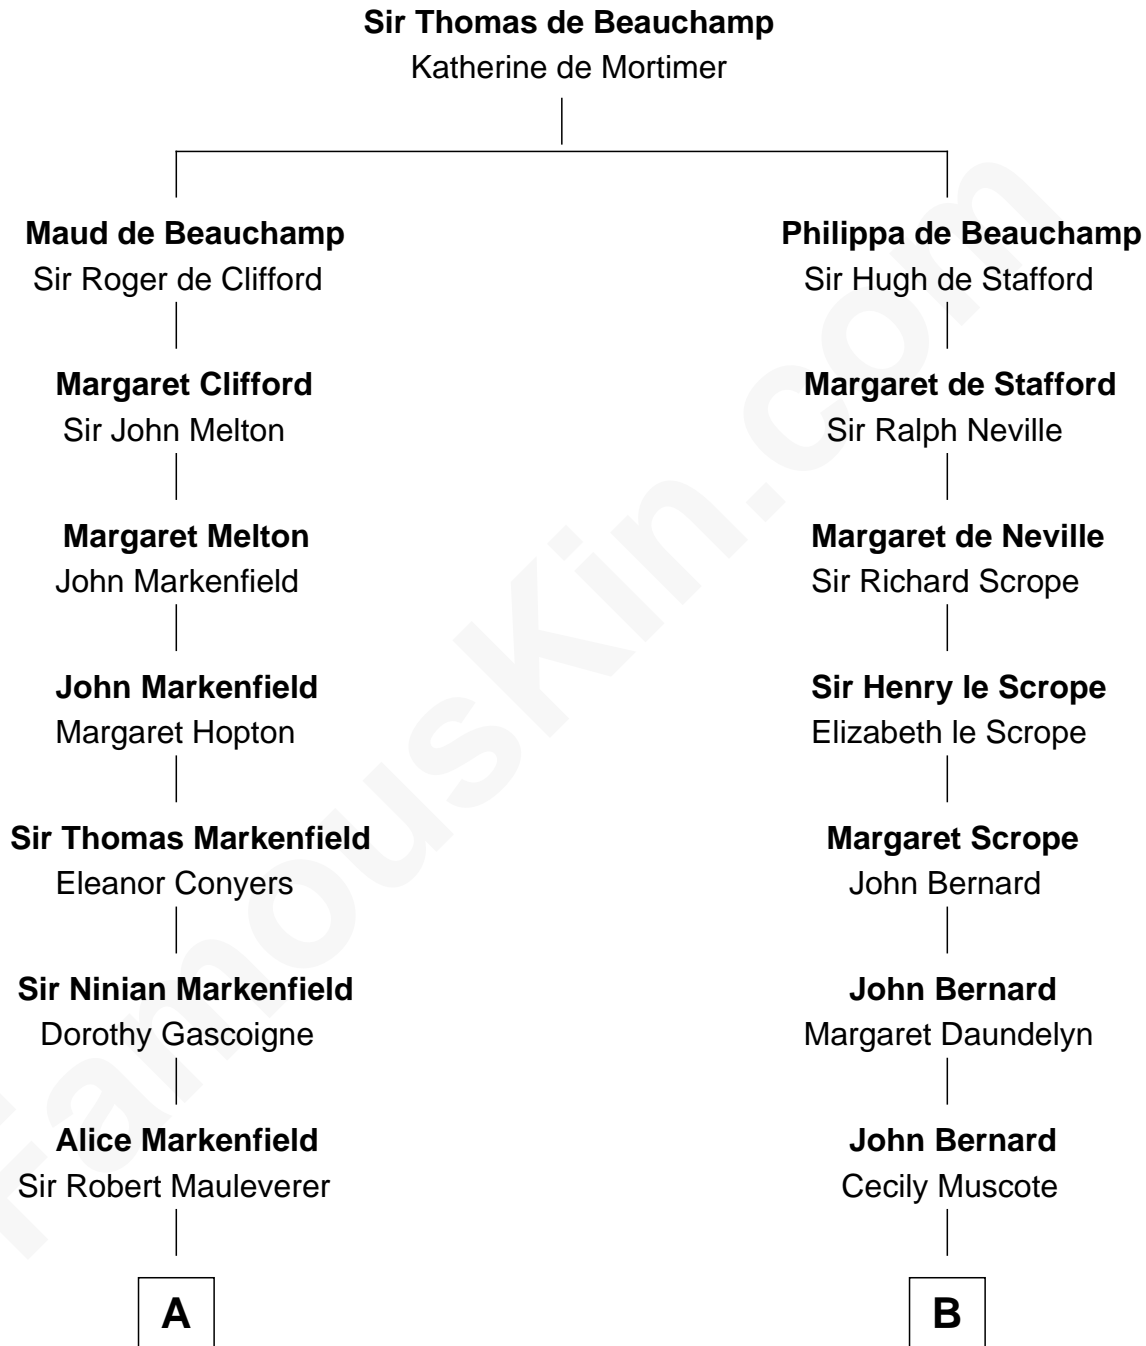 Sir Thomas de Beauchamp
Katherine de Mortimer
Maud de Beauchamp
Sir Roger de Clifford
Philippa de Beauchamp
Sir Hugh de Stafford
Margaret Clifford
Sir John Melton
Margaret de Stafford
Sir Ralph Neville
Margaret Melton
John Markenfield
Margaret de Neville
Sir Richard Scrope
John Markenfield
Margaret Hopton
Sir Henry le Scrope
Elizabeth le Scrope
Sir Thomas Markenfield
Eleanor Conyers
Margaret Scrope
John Bernard
Sir Ninian Markenfield
Dorothy Gascoigne
John Bernard
Margaret Daundelyn
Alice Markenfield
Sir Robert Mauleverer
John Bernard
Cecily Muscote
A
B
FamousKin.com